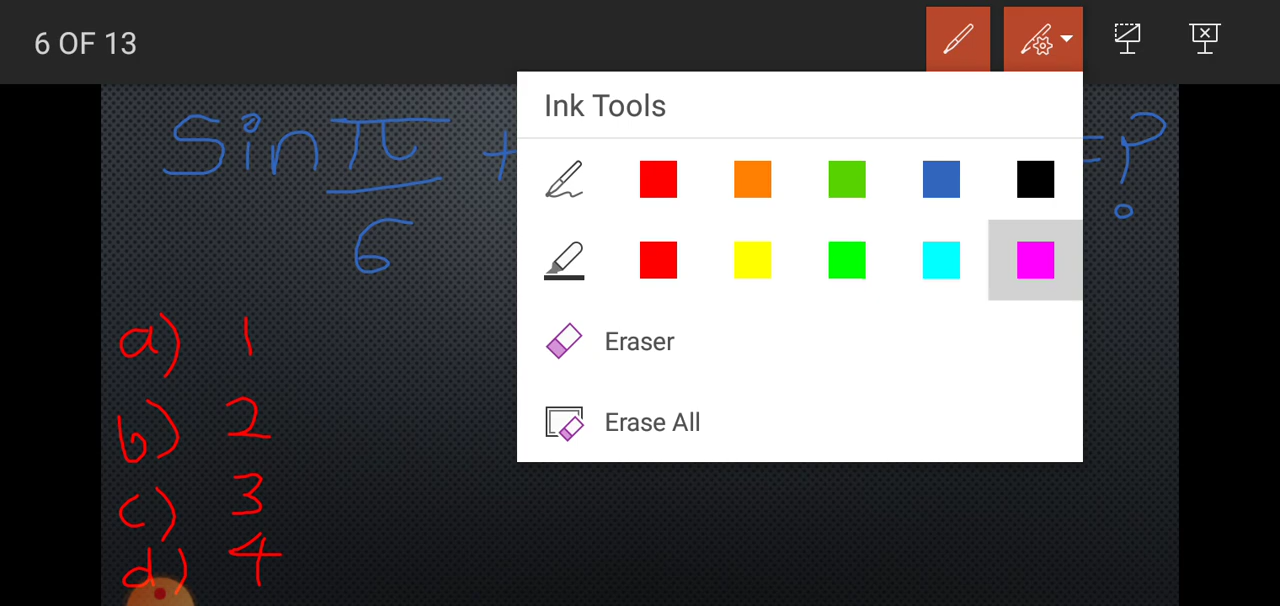 6 OF 13
Ink Tools
Sin π/6 + =?
Eraser
Erase All
a) 1
b) 2
c) 3
d) 4